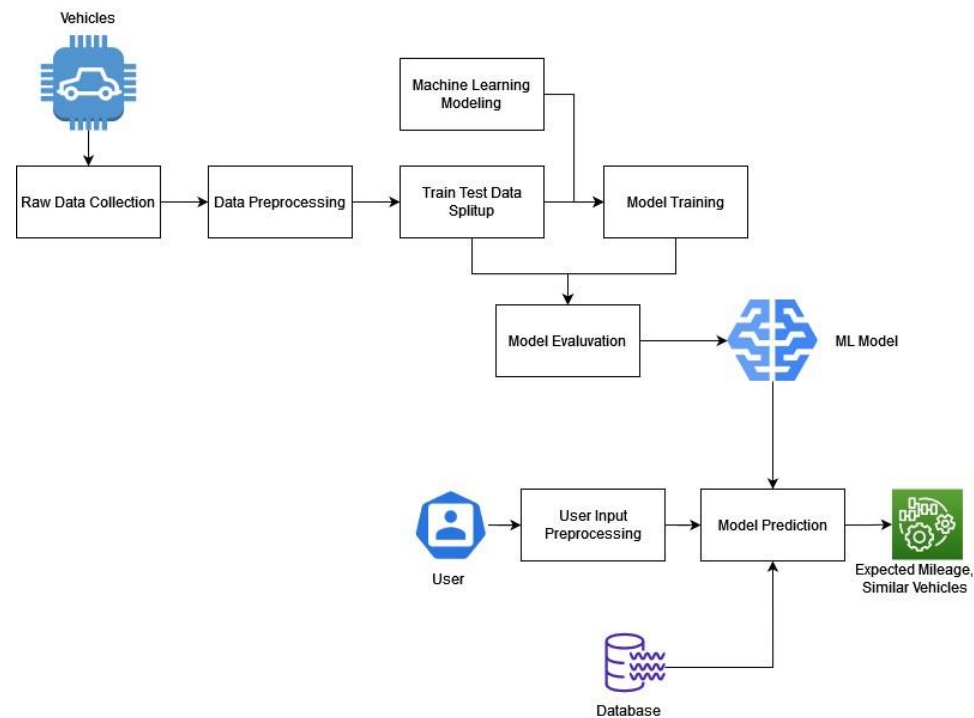 Vehicles
Machine Learning
Modeling
Raw Data Collection
Data Preprocessing
Train Test Data
Splitup
Model Training
Model Evaluvation
ML Model
User Input
Preprocessing
Model Prediction
User
Expected Mileage,
Similar Vehicles
Database